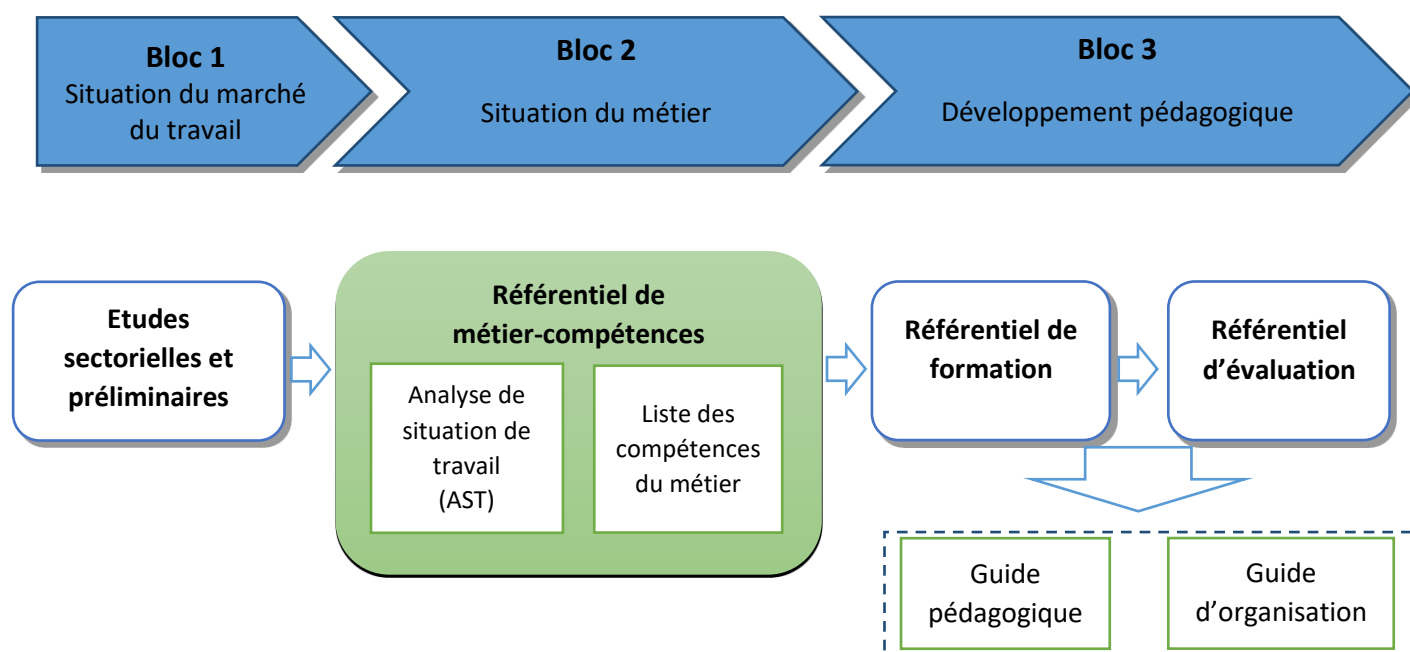 Bloc 1
Situation du marché
du travail
Bloc 2
Situation du métier
Bloc 3
Développement pédagogique
Etudes
sectorielles et
préliminaires
Référentiel de
métier-compétences
Analyse de
situation de
travail
(AST)
Liste des
compétences
du métier
Référentiel de
formation
Référentiel
d’évaluation
Guide
pédagogique
Guide
d’organisation